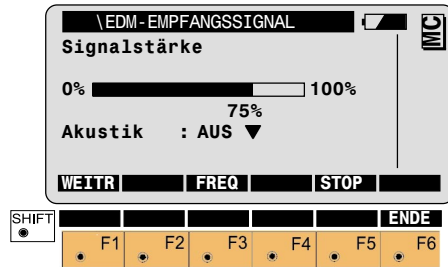 \EDM-EMPFANGSSIGNAL
MC
Signalstärke
0% 100%
75%
Akustik : AUS ▼
WEITR FREQ STOP
SHIFT ENDE
F1 F2 F3 F4 F5 F6